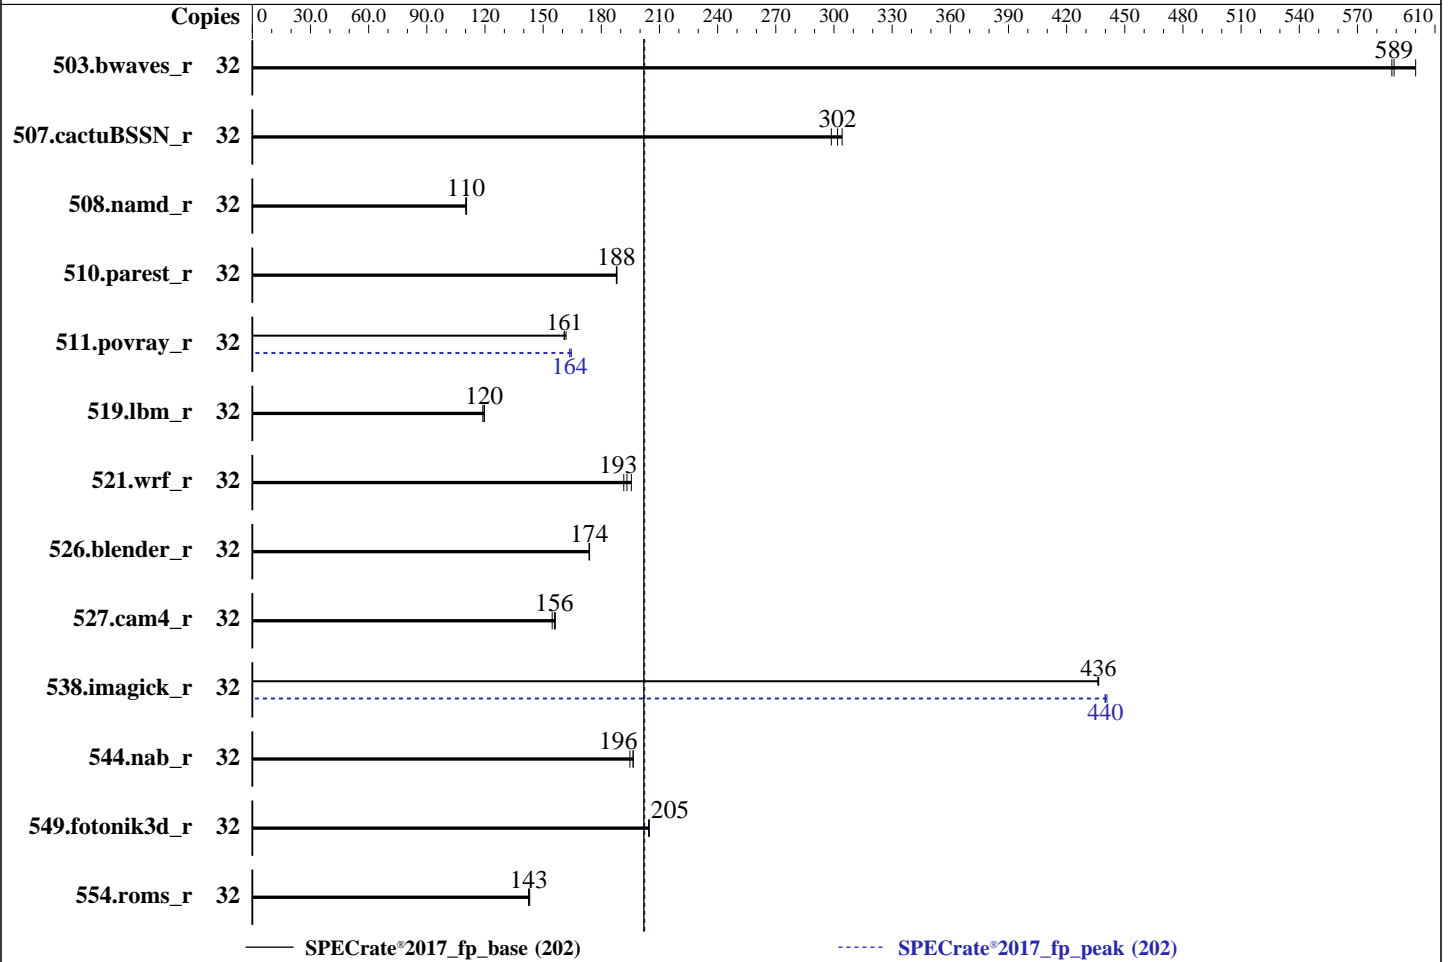 Copies 0 30.0 60.0 90.0 120 150 180 210 240 270 300 330 360 390 420 450 480 510 540 570 610
503.bwaves_r 32 589
507.cactuBSSN_r 32 302
508.namd_r 32 110
510.parest_r 32 188
511.povray_r 32 161
164
519.lbm_r 32 120
521.wrf_r 32 193
526.blender_r 32 174
527.cam4_r 32 156
538.imagick_r 32 436
440
544.nab_r 32 196
549.fotonik3d_r 32 205
554.roms_r 32 143
SPECrate®2017_fp_base (202) SPECrate®2017_fp_peak (202)